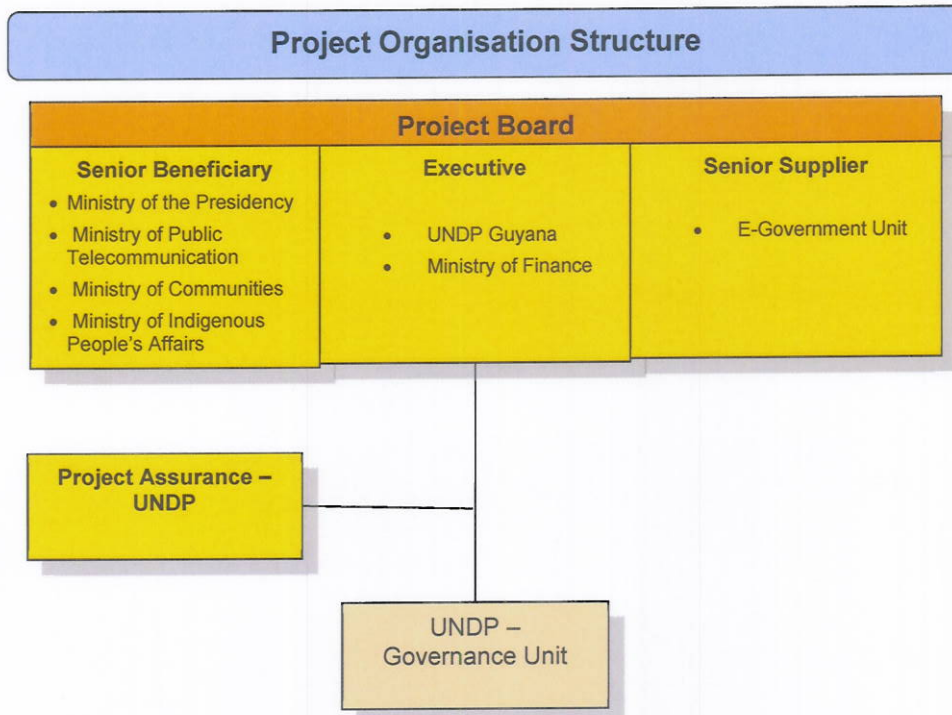 Project Organisation Structure
Project Board
Senior Beneficiary
• Ministry of the Presidency
• Ministry of Public
Telecommunication
• Ministry of Communities
• Ministry of Indigenous
People's Affairs
Executive
• UNDP Guyana
• Ministry of Finance
Senior Supplier
• E-Government Unit
Project Assurance –
UNDP
UNDP –
Governance Unit